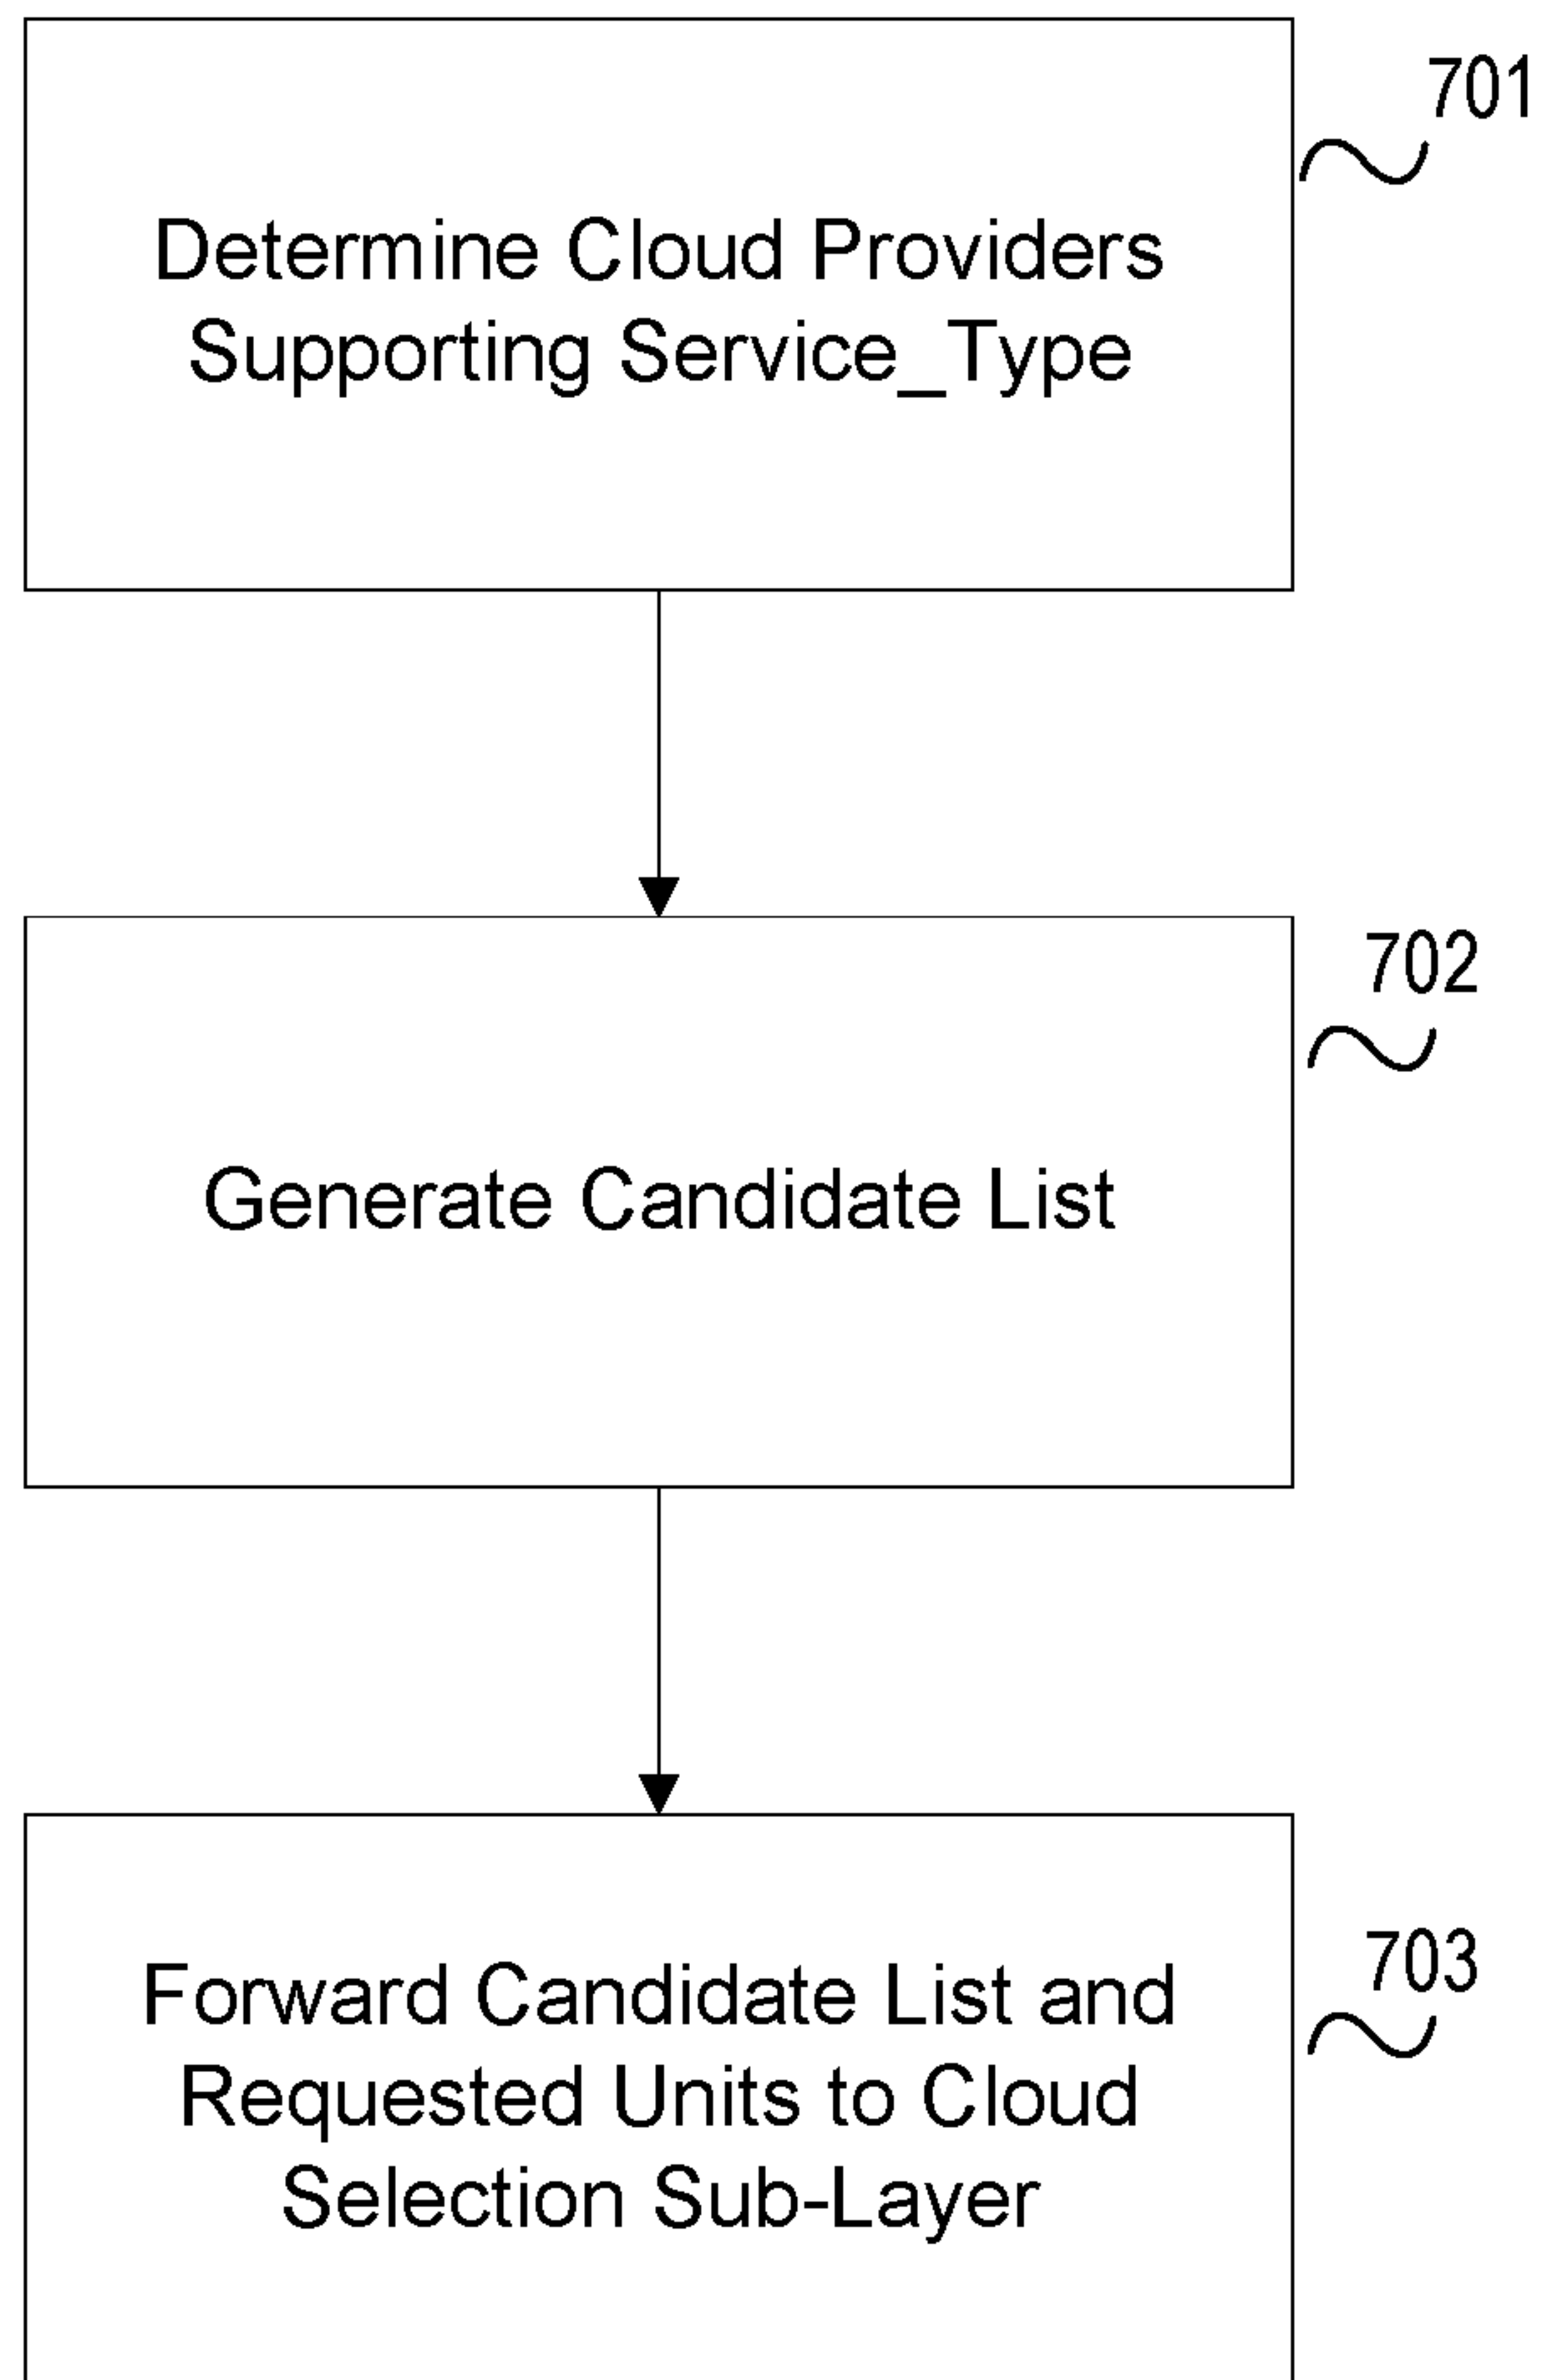 701
Determine Cloud Providers
Supporting Service_Type
702
Generate Candidate List
703
Forward Candidate List and
Requested Units to Cloud
Selection Sub-Layer